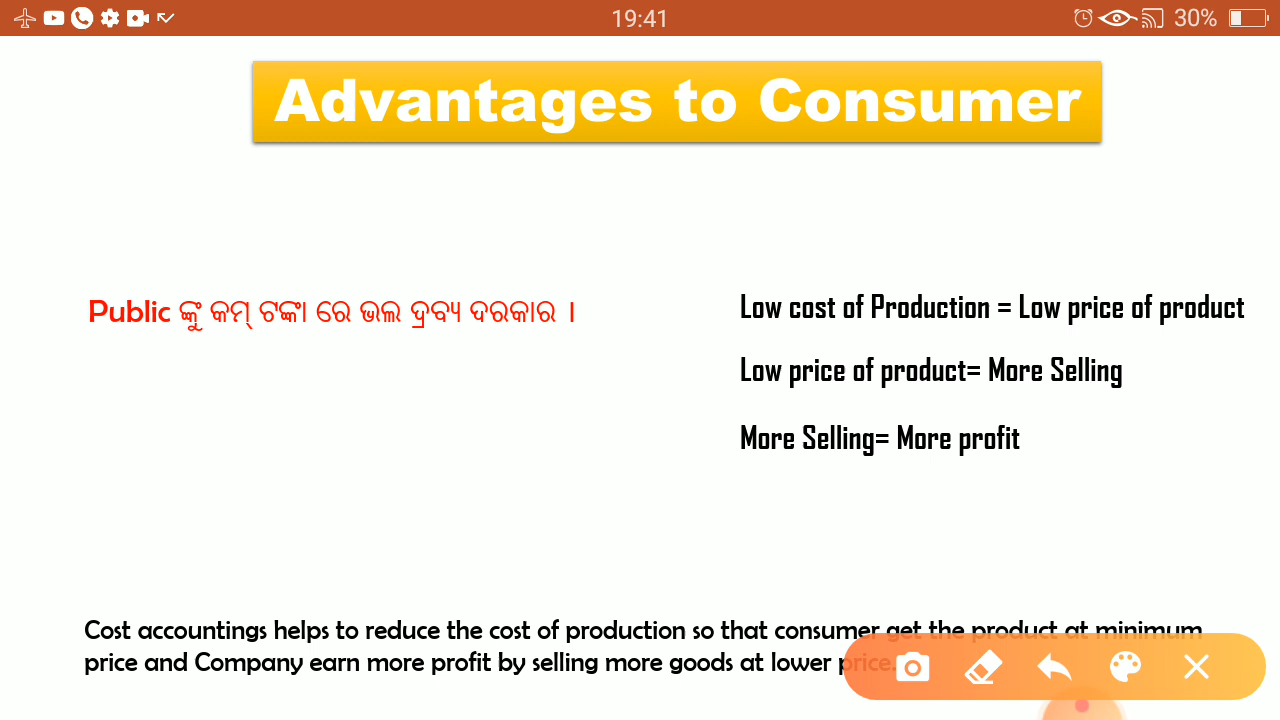 19:41
30%
Advantages to Consumer
Public ଙ୍କୁ କମ୍ ଟଙ୍କା ରେ ଭଲ ଦ୍ରବ୍ୟ ଦରକାର ।
Low cost of Production = Low price of product
Low price of product= More Selling
More Selling= More profit
Cost accountings helps to reduce the cost of production so that consumer get the product at minimum
price and Company earn more profit by selling more goods at lower price.